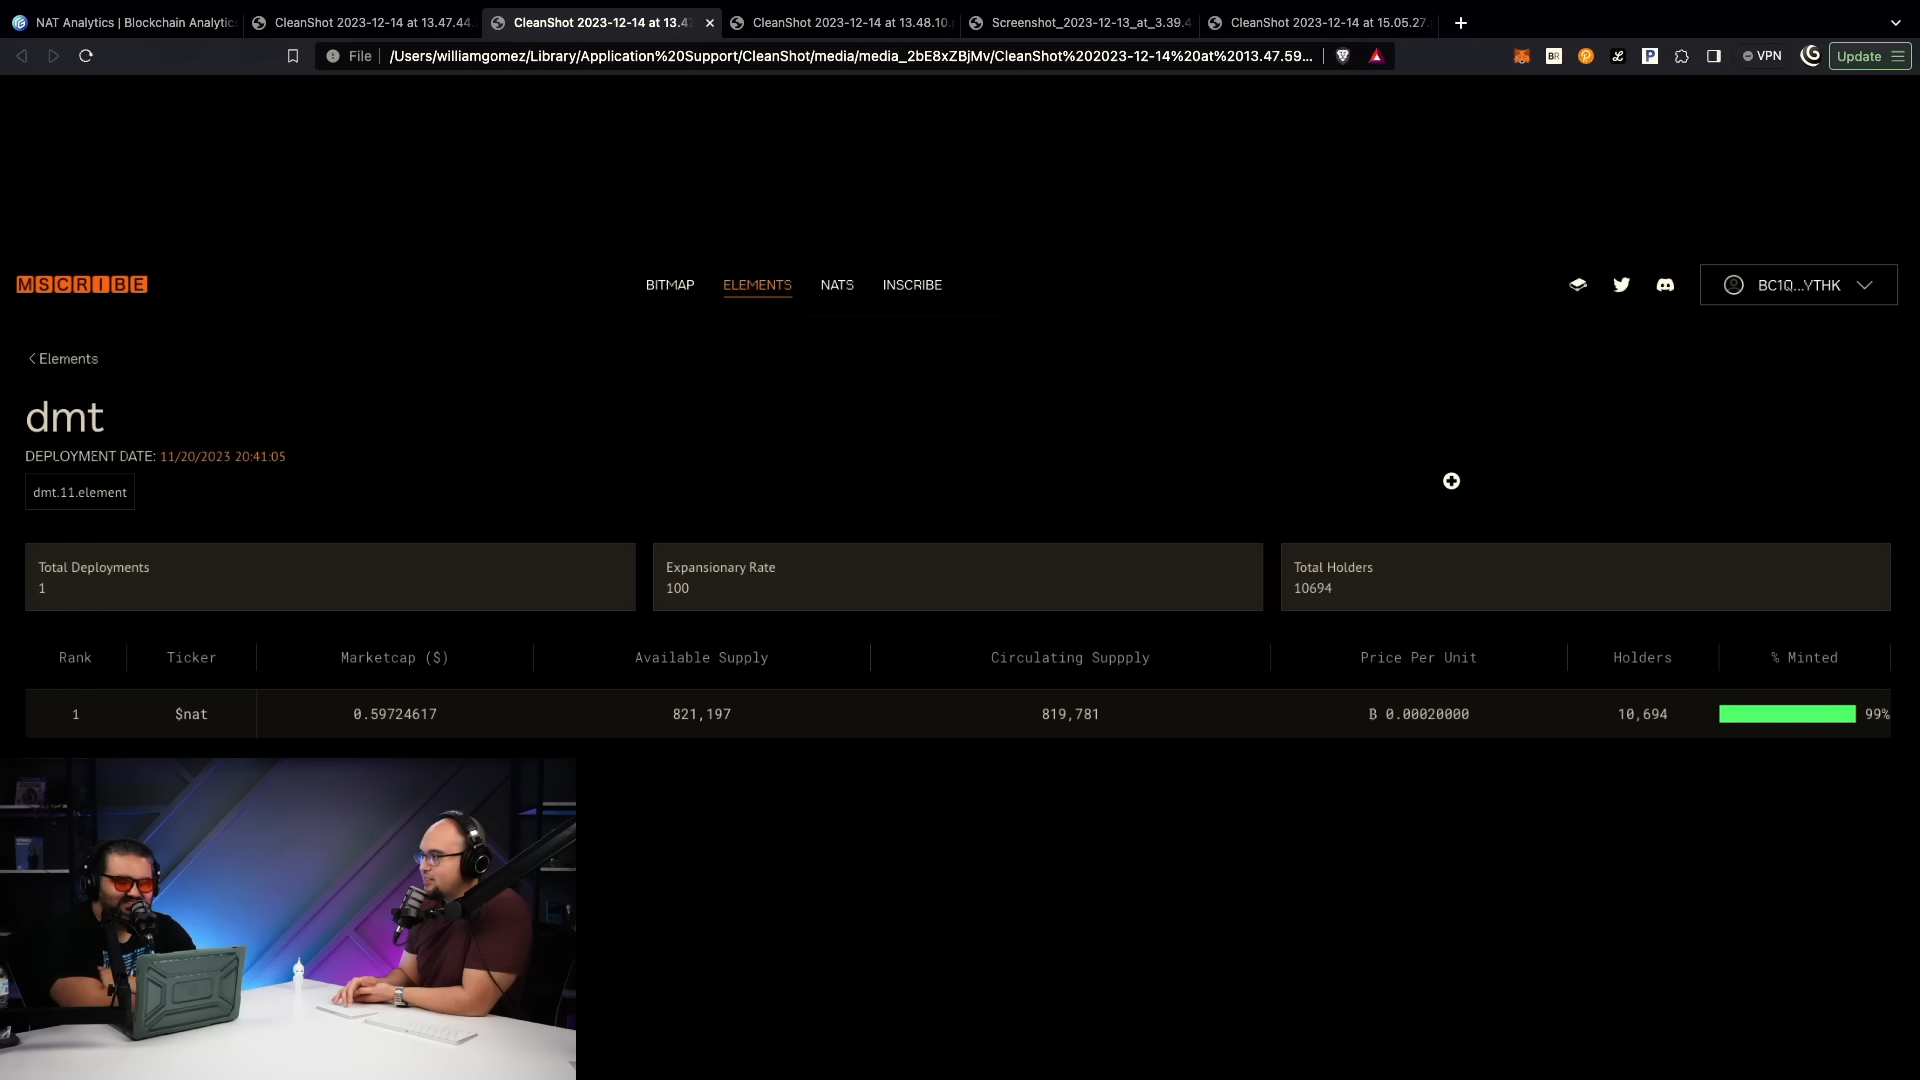 NAT Analytics | Blockchain Analytic
CleanShot 2023-12-14 at 13.47.44.
CleanShot 2023-12-14 at 13.47
CleanShot 2023-12-14 at 13.48.10.
Screenshot_2023-12-13_at_3.39.4
CleanShot 2023-12-14 at 15.05.27.
File
/Users/williamgomez/Library/Application%20Support/CleanShot/media/media_2bE8xZBjMv/CleanShot%202023-12-14%20at%2013.47.59...
BR
P
VPN
Update
MSCRIBE
BITMAP
ELEMENTS
NATS
INSCRIBE
BC1Q...YTHK
Elements
dmt
DEPLOYMENT DATE: 11/20/2023 20:41:05
dmt.11.element
Total Deployments
1
Expansionary Rate
100
Total Holders
10694
Rank Ticker Marketcap ($) Available Supply Circulating Suppply Price Per Unit Holders % Minted
1 $nat 0.59724617 821,197 819,781 B 0.00020000 10,694 99%